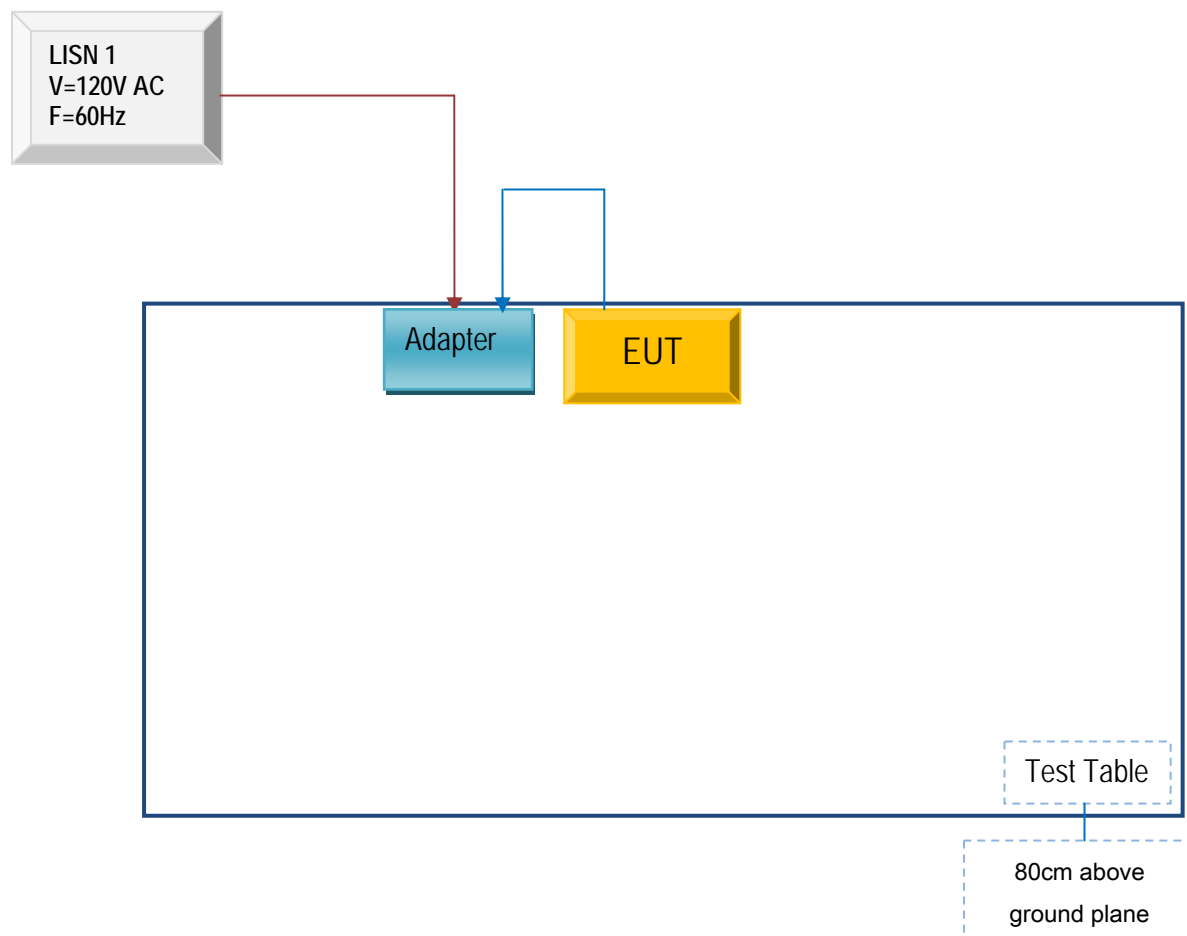 LISN 1
V=120V AC
F=60Hz
Adapter
EUT
Test Table
80cm above
ground plane